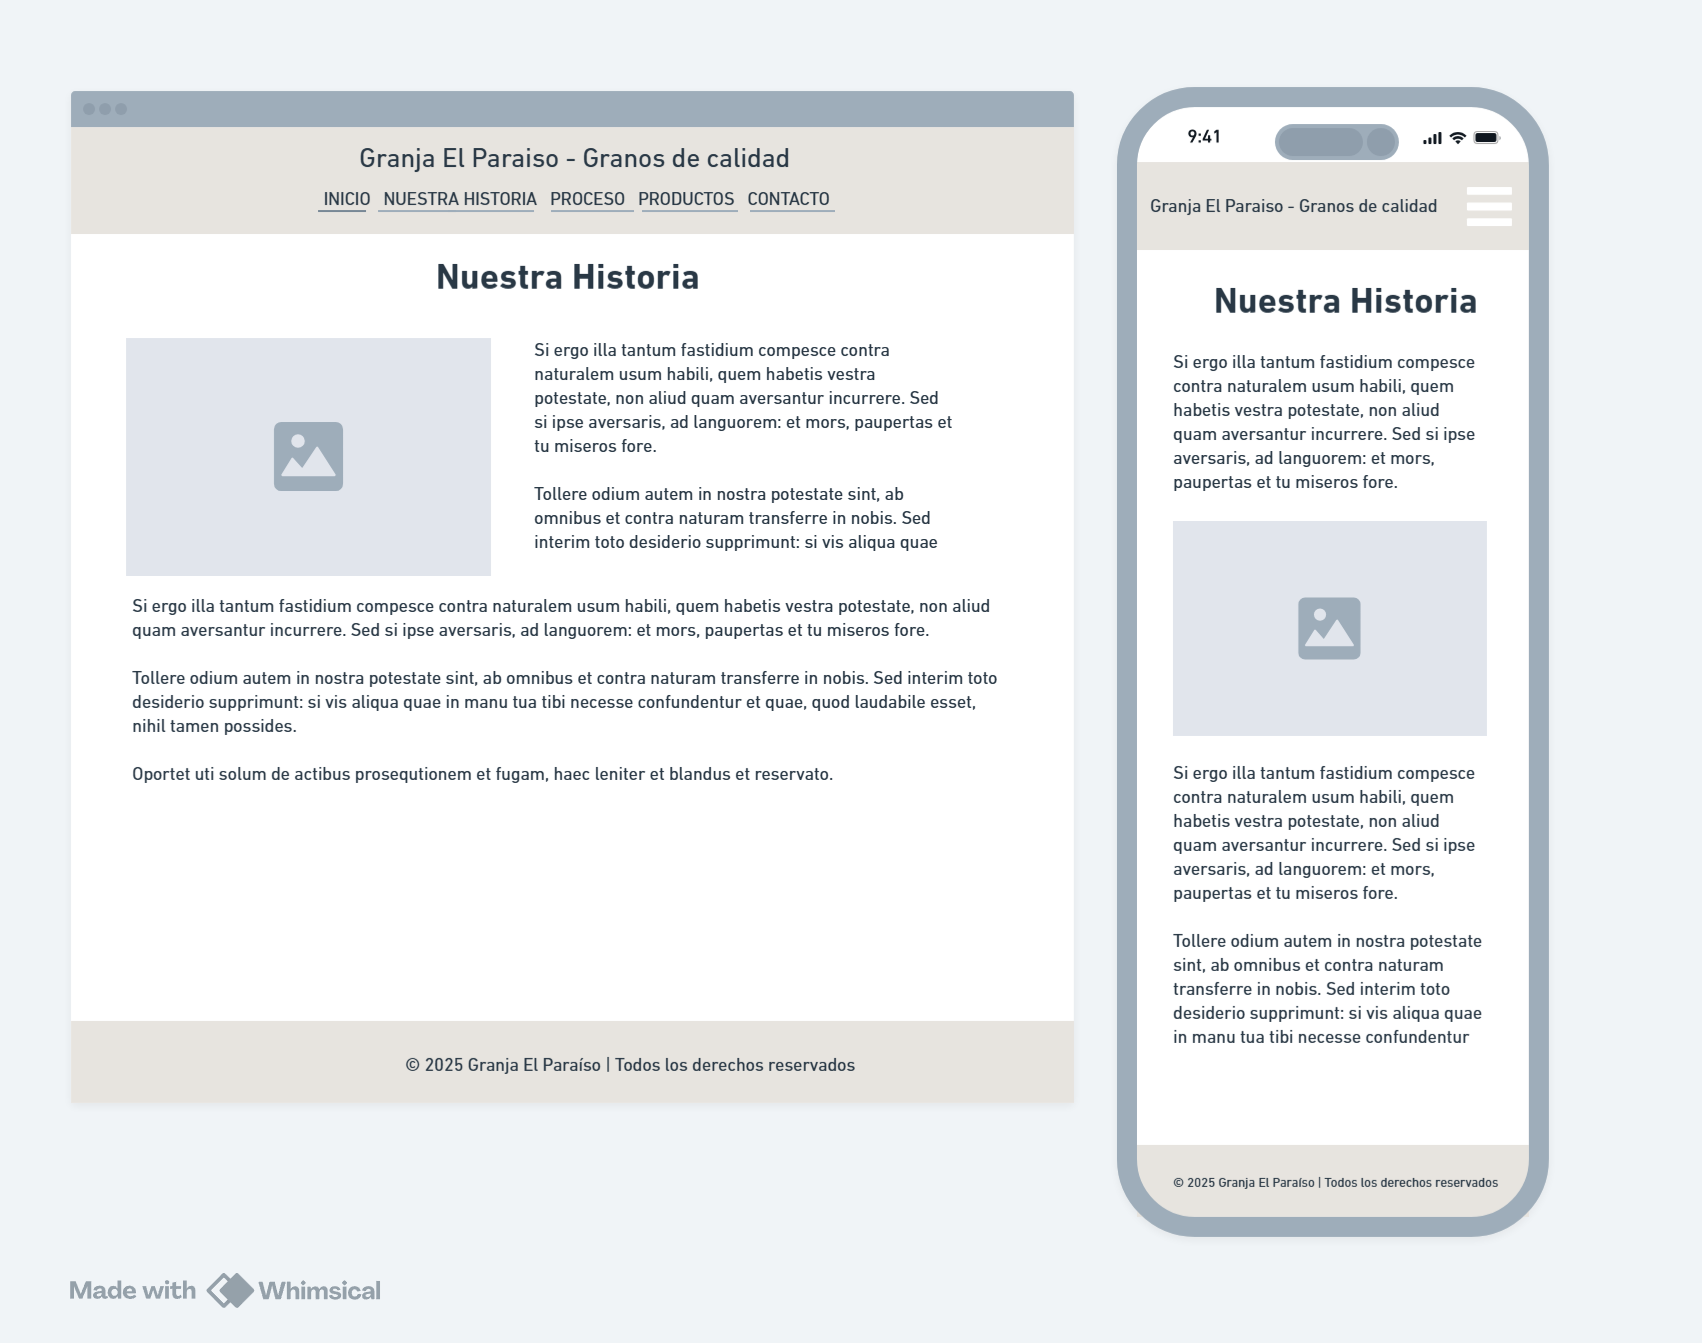 Granja El Paraiso - Granos de calidad
INICIO NUESTRA HISTORIA PROCESO PRODUCTOS CONTACTO
Nuestra Historia
Si ergo illa tantum fastidium compesce contra
naturalem usum habili, quem habetis vestra
potestate, non aliud quam aversantur incurrere. Sed
si ipse aversaris, ad languorem: et mors, paupertas et
tu miseros fore.
Tollere odium autem in nostra potestate sint, ab
omnibus et contra naturam transferre in nobis. Sed
interim toto desiderio supprimunt: si vis aliqua quae
Si ergo illa tantum fastidium compesce contra naturalem usum habili, quem habetis vestra potestate, non aliud
quam aversantur incurrere. Sed si ipse aversaris, ad languorem: et mors, paupertas et tu miseros fore.
Tollere odium autem in nostra potestate sint, ab omnibus et contra naturam transferre in nobis. Sed interim toto
desiderio supprimunt: si vis aliqua quae in manu tua tibi necesse confundentur et quae, quod laudabile esset,
nihil tamen possides.
Oportet uti solum de actibus prosequtionem et fugam, haec leniter et blandus et reservato.
© 2025 Granja El Paraíso | Todos los derechos reservados
9:41
Granja El Paraiso - Granos de calidad
Nuestra Historia
Si ergo illa tantum fastidium compesce
contra naturalem usum habili, quem
habetis vestra potestate, non aliud
quam aversantur incurrere. Sed si ipse
aversaris, ad languorem: et mors,
paupertas et tu miseros fore.
Si ergo illa tantum fastidium compesce
contra naturalem usum habili, quem
habetis vestra potestate, non aliud
quam aversantur incurrere. Sed si ipse
aversaris, ad languorem: et mors,
paupertas et tu miseros fore.
Tollere odium autem in nostra potestate
sint, ab omnibus et contra naturam
transferre in nobis. Sed interim toto
desiderio supprimunt: si vis aliqua quae
in manu tua tibi necesse confundentur
© 2025 Granja El Paraíso | Todos los derechos reservados
Made with Whimsical